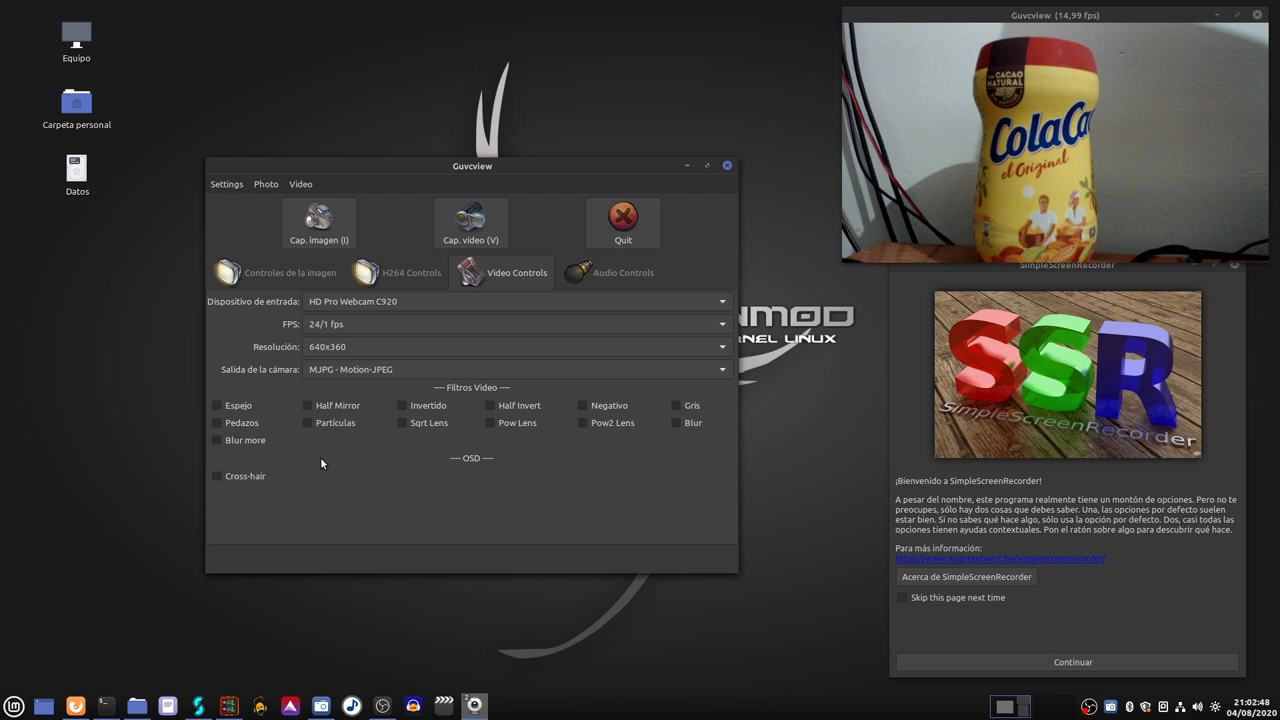 Equipo
Carpeta personal
Datos
Guvcview (14,99 fps)
CACAO
NATURAL
ColaCa
el Original
Guvcview
Settings Photo Video
Cap. imagen (I) Cap. video (V) Quit
Controles de la imagen H264 Controls Video Controls Audio Controls
Dispositivo de entrada: HD Pro Webcam C920
FPS: 24/1 fps
Resolución: 640x360
Salida de la cámara: MJPG - Motion-JPEG
---- Filtros Video ----
Espejo Half Mirror Invertido Half Invert Negativo Gris
Pedazos Partículas Sqrt Lens Pow Lens Pow2 Lens Blur
Blur more
---- OSD ----
Cross-hair
NMOD
RNEL LINUX
SimpleScreenRecorder
SSR
SimpleScreenRecorder
¡Bienvenido a SimpleScreenRecorder!
A pesar del nombre, este programa realmente tiene un montón de opciones. Pero no te
preocupes, sólo hay dos cosas que debes saber. Una, las opciones por defecto suelen
estar bien. Si no sabes qué hace algo, sólo usa la opción por defecto. Dos, casi todas las
opciones tienen ayudas contextuales. Pon el ratón sobre algo para descubrir qué hace.
Para más información:
https://www.maartenbaert.be/simplescreenrecorder/
Acerca de SimpleScreenRecorder
Skip this page next time
Continuar
2
21:02:48
04/08/2020